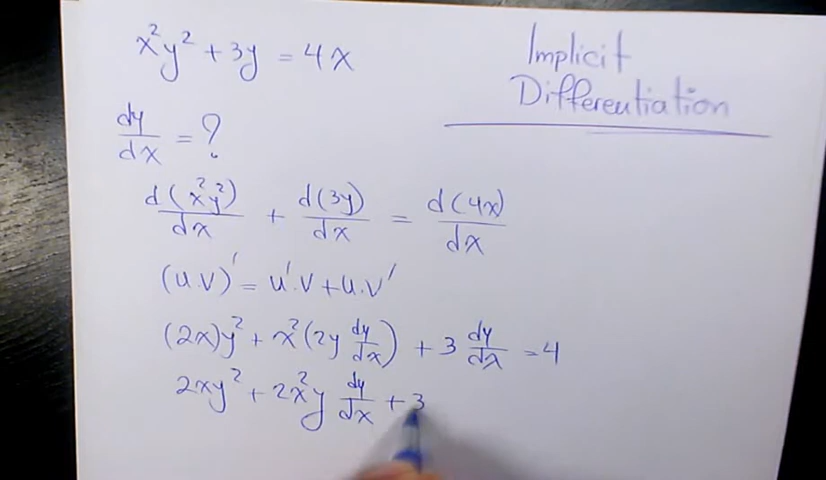 x²y² + 3y = 4x
Implicit
Differentiation
dy/dx = ?
d(x²y²)/dx + d(3y)/dx = d(4x)/dx
(u.v)' = u'.v + u.v'
(2x)y² + x²(2y dy/dx) + 3 dy/dx = 4
2xy² + 2x²y dy/dx + 3